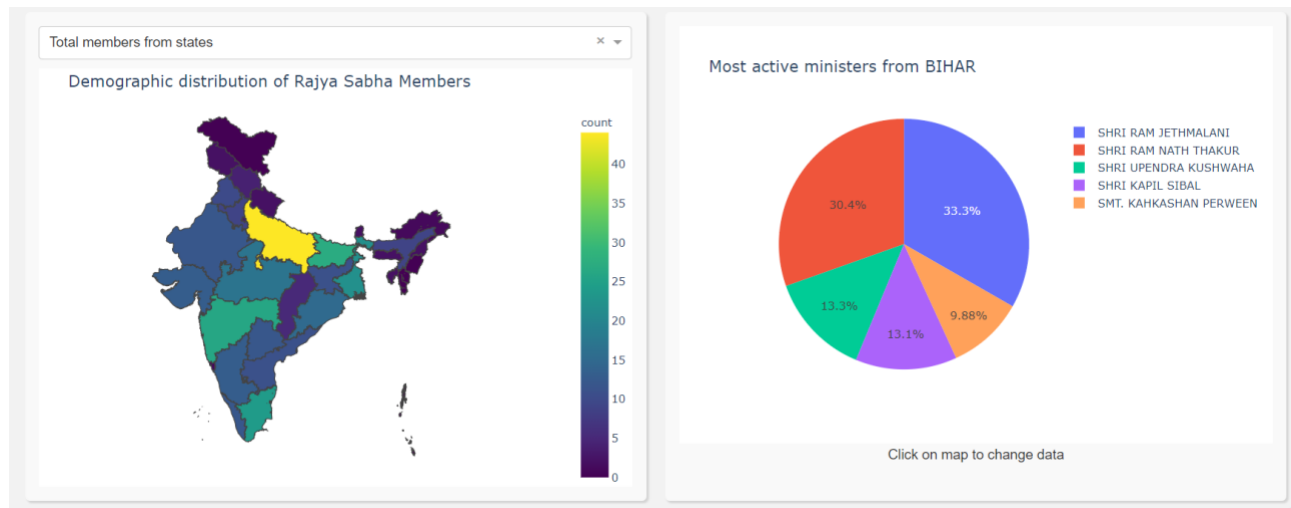 Total members from states
Demographic distribution of Rajya Sabha Members
count
40
35
30
25
20
15
10
5
0
Most active ministers from BIHAR
33.3%
30.4%
13.3%
13.1%
9.88%
SHRI RAM JETHMALANI
SHRI RAM NATH THAKUR
SHRI UPENDRA KUSHWAHA
SHRI KAPIL SIBAL
SMT. KAHKASHAN PERWEEN
Click on map to change data